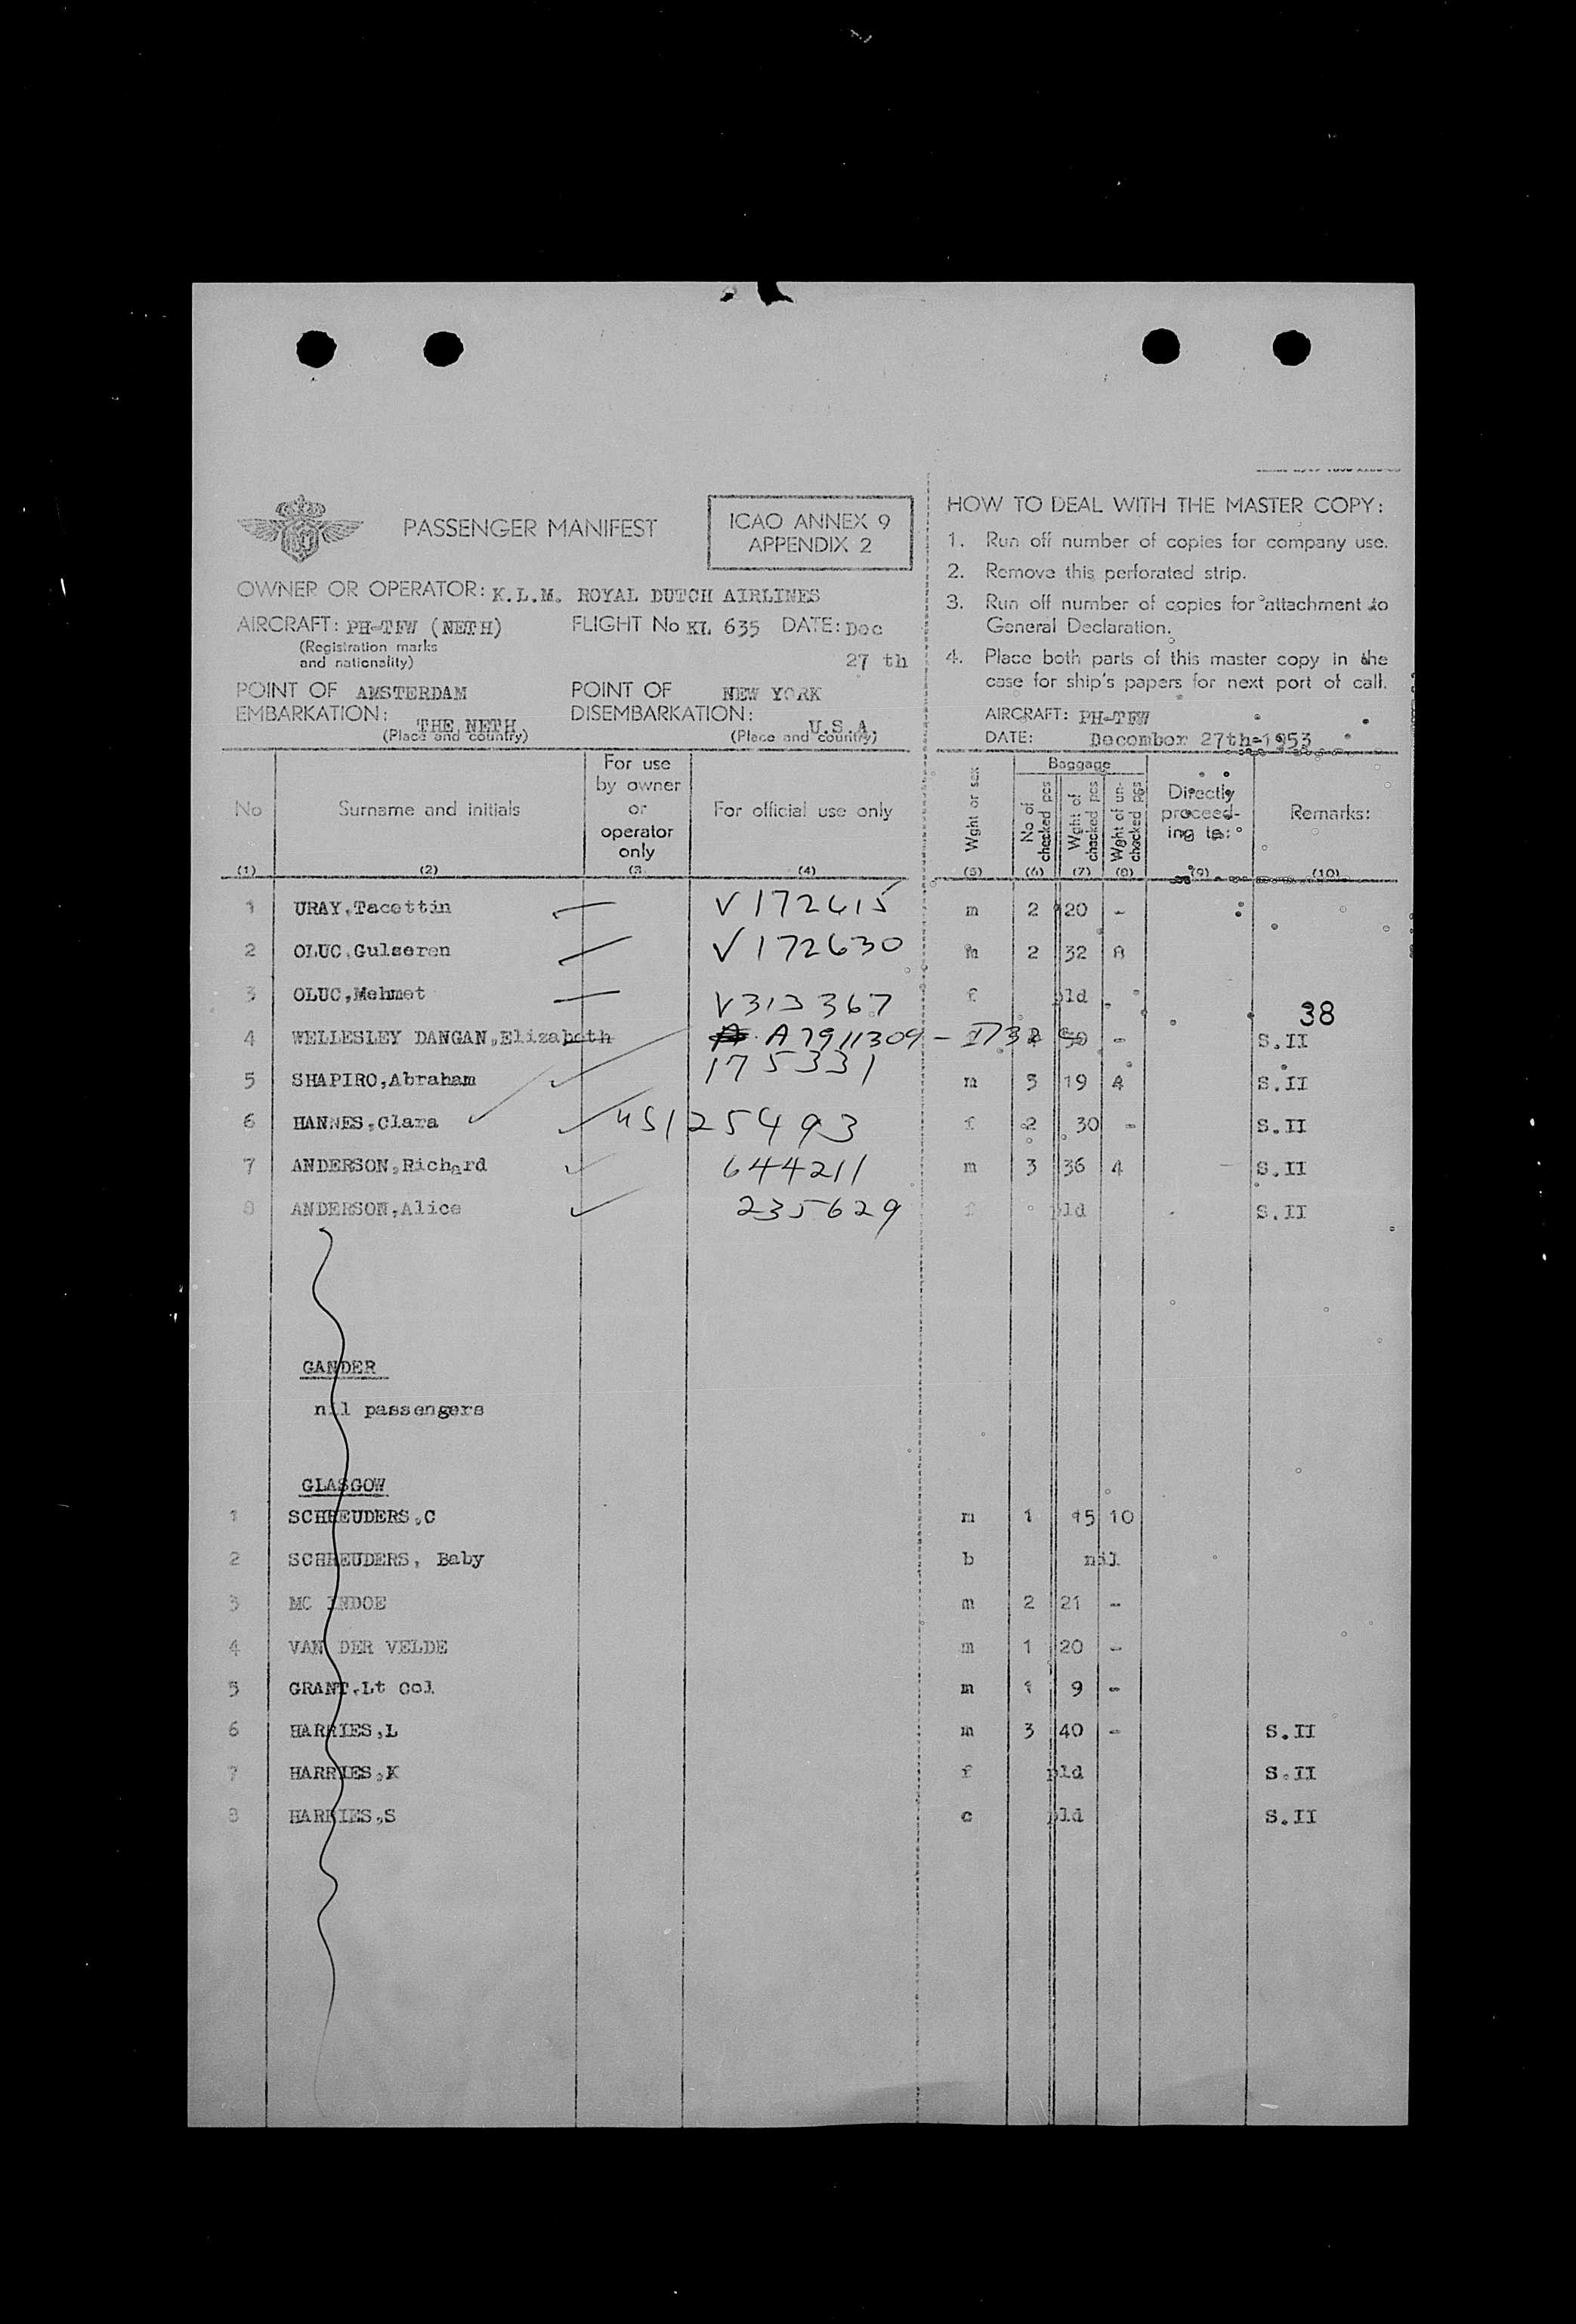 PASSENGER MANIFEST
ICAO ANNEX 9
APPENDIX 2
OWNER OR OPERATOR: K.L.M. ROYAL DUTCH AIRLINES
AIRCRAFT: PH-TFW (NETH) FLIGHT No KL 635 DATE: Dec
(Registration marks
and nationality)
27 th
POINT OF AMSTERDAM POINT OF NEW YORK
EMBARKATION: THE NETH. DISEMBARKATION: U.S.A.
(Place and country) (Place and country)
HOW TO DEAL WITH THE MASTER COPY:
1. Run off number of copies for company use.
2. Remove this perforated strip.
3. Run off number of copies for attachment to
General Declaration.
4. Place both parts of this master copy in the
case for ship's papers for next port of call.
AIRCRAFT: PH-TFW
DATE: December 27th-1953
No Surname and initials For use by owner or operator only For official use only Wght or sex Baggage No of checked pcs Wght of checked pcs Wght of un-checked pcs Directly proceed-ing to: Remarks:
(1) (2) (3 (4) (5) (6) (7) (8) (9) (10)
1 URAY,Tacettin V172615 m 2 20 -
2 OLUC,Gulseren V172630 m 2 32 8
3 OLUC,Mehmet V313367 f pld
38
4 WELLESLEY DANGAN,Elizabeth A7911309 - I732 50 - S.II
5 SHAPIRO,Abraham 175331 m 3 19 4 S.II
6 HANNES,Clara US125493 f 2 30 - S.II
7 ANDERSON,Richard 644211 m 3 36 4 S.II
8 ANDERSON,Alice 235629 f pld S.II
GANDER
nil passengers
GLASGOW
1 SCHREUDERS,C m 1 15 10
2 SCHREUDERS, Baby b nil
3 MC INDOE m 2 21 -
4 VAN DER VELDE m 1 20 -
5 GRANT,Lt Col m 1 9 -
6 HARRIES,L m 3 40 - S.II
7 HARRIES,K f pld S.II
8 HARRIES,S c pld S.II